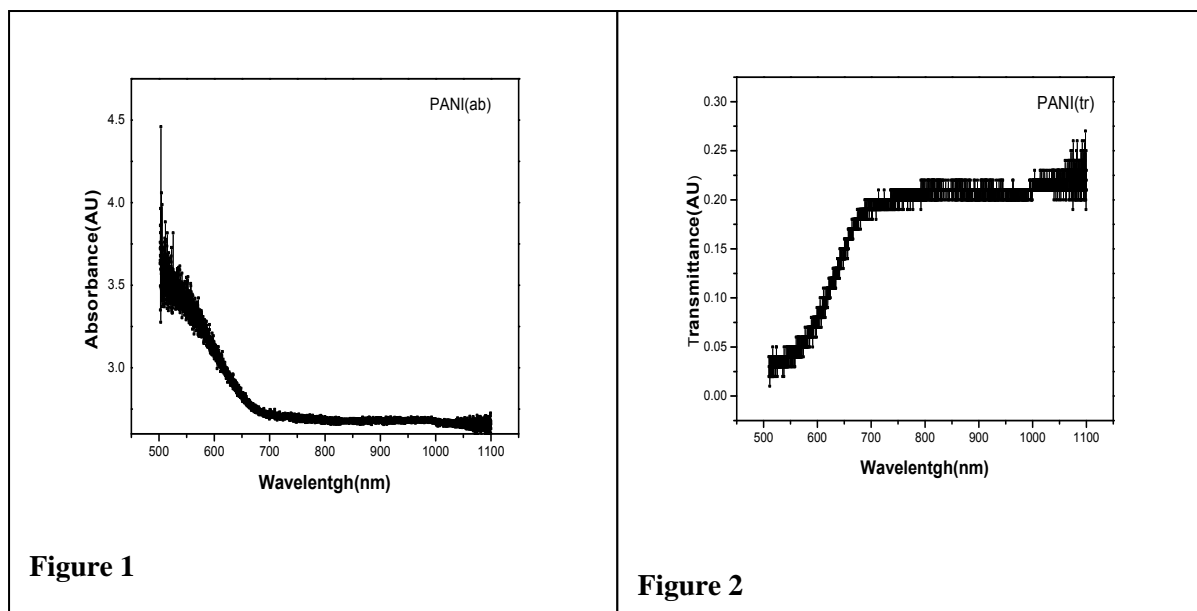 PANI(ab)
Absorbance(AU)
4.5
4.0
3.5
3.0
500 600 700 800 900 1000 1100
Wavelentgh(nm)
Figure 1
PANI(tr)
Transmittance(AU)
0.30
0.25
0.20
0.15
0.10
0.05
0.00
500 600 700 800 900 1000 1100
Wavelentgh(nm)
Figure 2